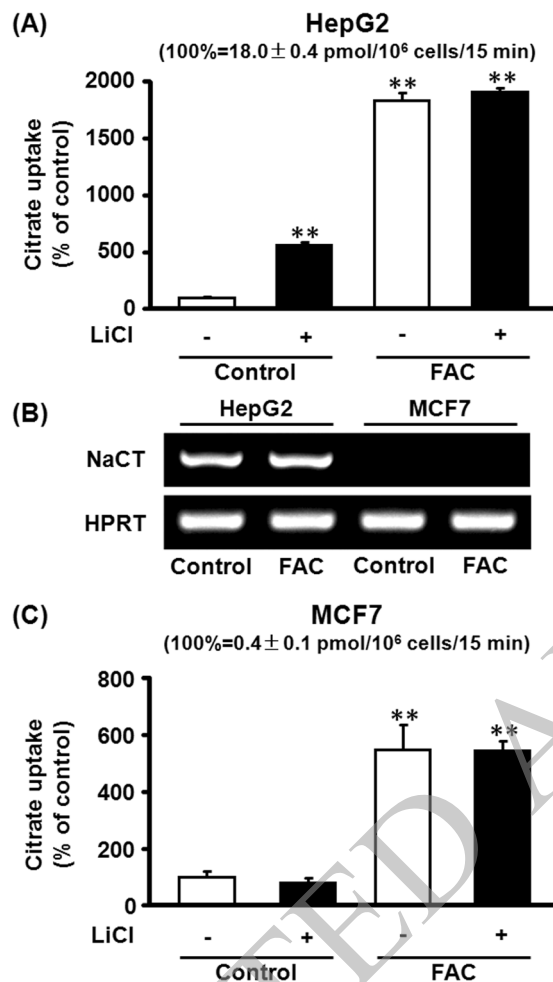 (A) HepG2
(100%=18.0±0.4 pmol/10⁶ cells/15 min)
Citrate uptake
(% of control)
2000
1500
1000
500
0
** ** **
LiCl - + - +
Control FAC
(B) HepG2 MCF7
NaCT
HPRT
Control FAC Control FAC
(C) MCF7
(100%=0.4±0.1 pmol/10⁶ cells/15 min)
Citrate uptake
(% of control)
800
600
400
200
0
** **
LiCl - + - +
Control FAC
TED A